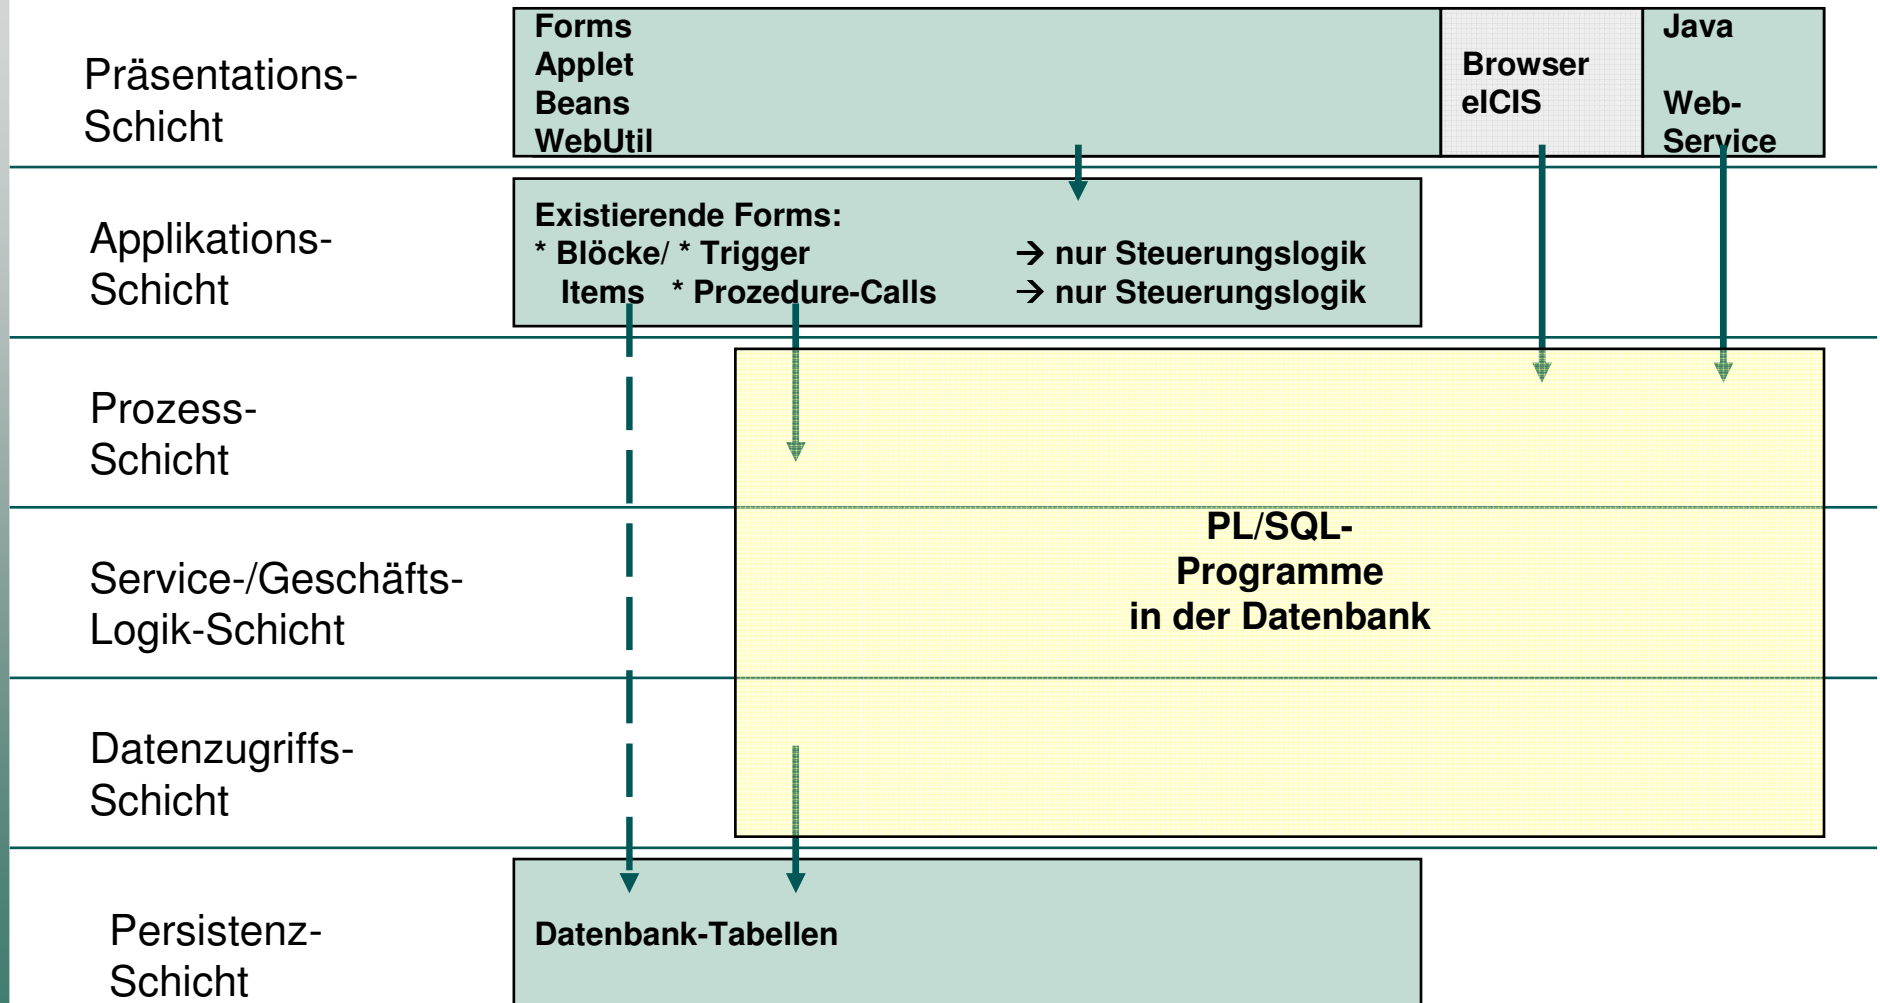 Präsentations-
Schicht
Forms
Applet
Beans
WebUtil
Browser
eICIS
Java
Web-
Service
Applikations-
Schicht
Existierende Forms:
* Blöcke/ * Trigger → nur Steuerungslogik
Items * Prozedure-Calls → nur Steuerungslogik
Prozess-
Schicht
Service-/Geschäfts-
Logik-Schicht
PL/SQL-
Programme
in der Datenbank
Datenzugriffs-
Schicht
Persistenz-
Schicht
Datenbank-Tabellen